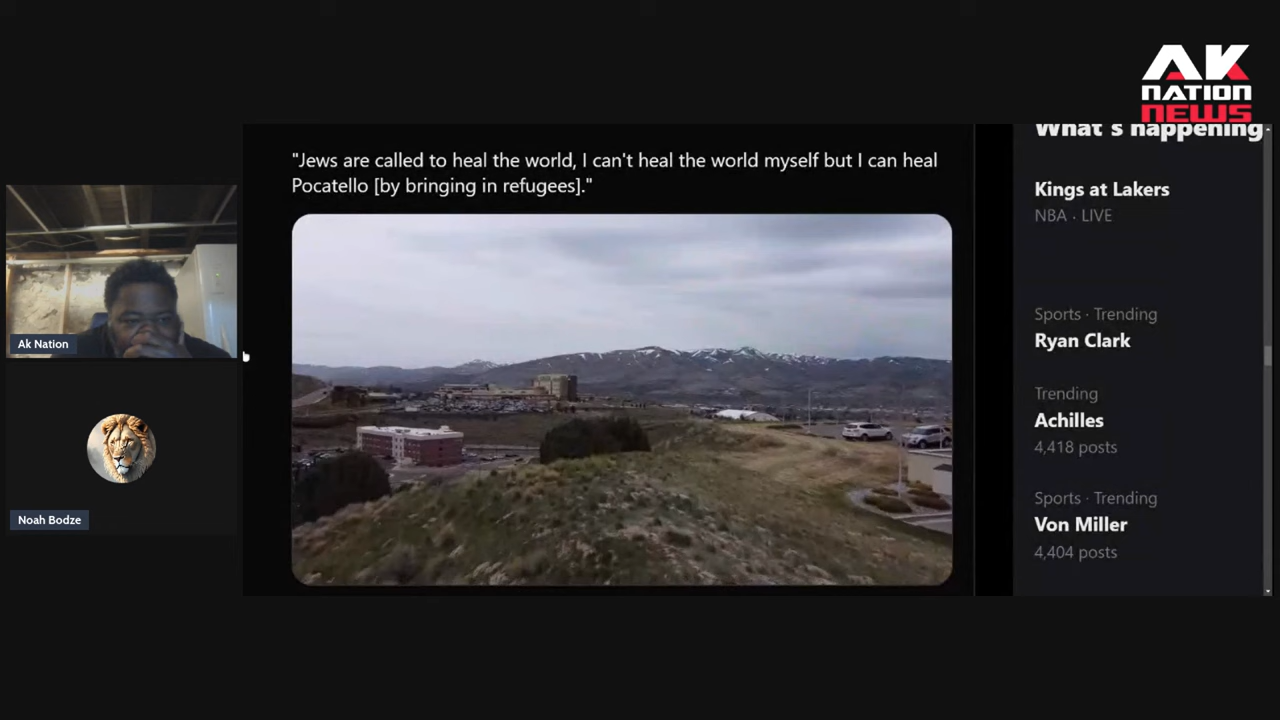 AK
NATION
NEWS
What's happening
"Jews are called to heal the world, I can't heal the world myself but I can heal
Pocatello [by bringing in refugees]."
Kings at Lakers
NBA · LIVE
Sports · Trending
Ryan Clark
Trending
Achilles
4,418 posts
Sports · Trending
Von Miller
4,404 posts
Ak Nation
Noah Bodze